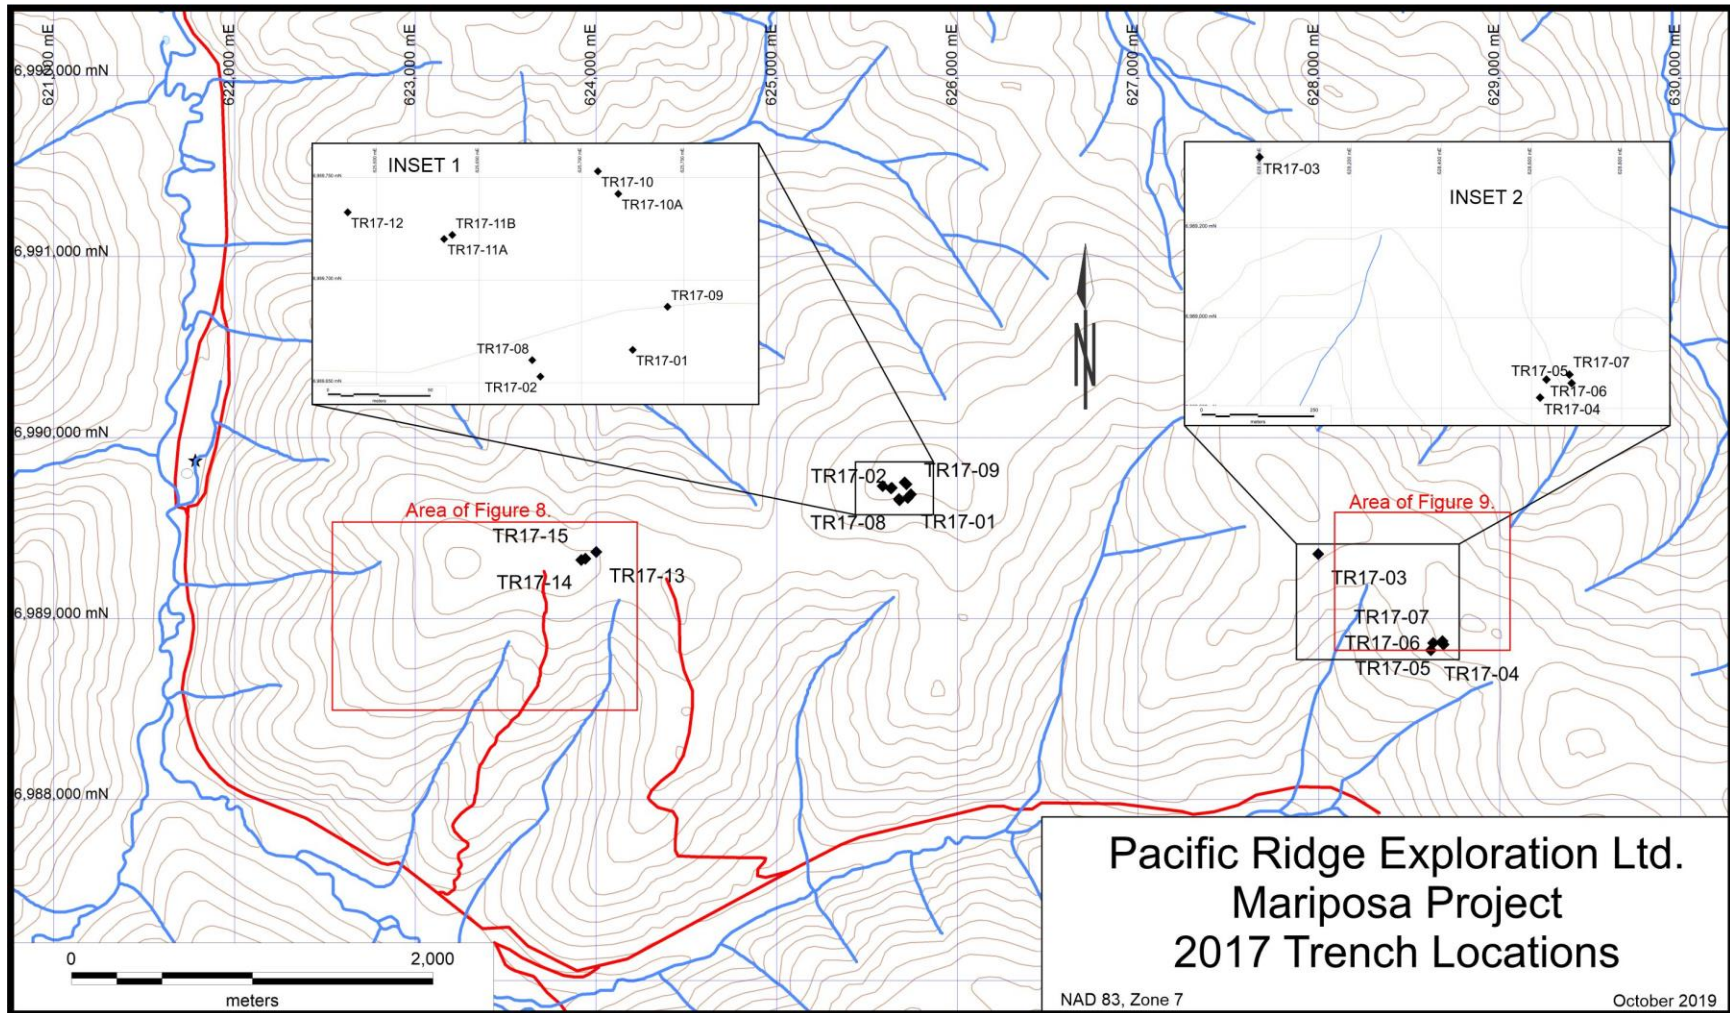 621,000 mE
622,000 mE
623,000 mE
624,000 mE
625,000 mE
626,000 mE
627,000 mE
628,000 mE
629,000 mE
630,000 mE
6,992,000 mN
6,991,000 mN
6,990,000 mN
6,989,000 mN
6,988,000 mN
INSET 1
TR17-10
TR17-10A
TR17-12
TR17-11B
TR17-11A
TR17-09
TR17-08
TR17-01
TR17-02
meters
TR17-03
INSET 2
TR17-07
TR17-05
TR17-06
TR17-04
meters
N
TR17-02
TR17-09
TR17-08
TR17-01
Area of Figure 8.
TR17-15
TR17-14
TR17-13
Area of Figure 9.
TR17-03
TR17-07
TR17-06
TR17-05
TR17-04
0 2,000
meters
Pacific Ridge Exploration Ltd.
Mariposa Project
2017 Trench Locations
NAD 83, Zone 7
October 2019